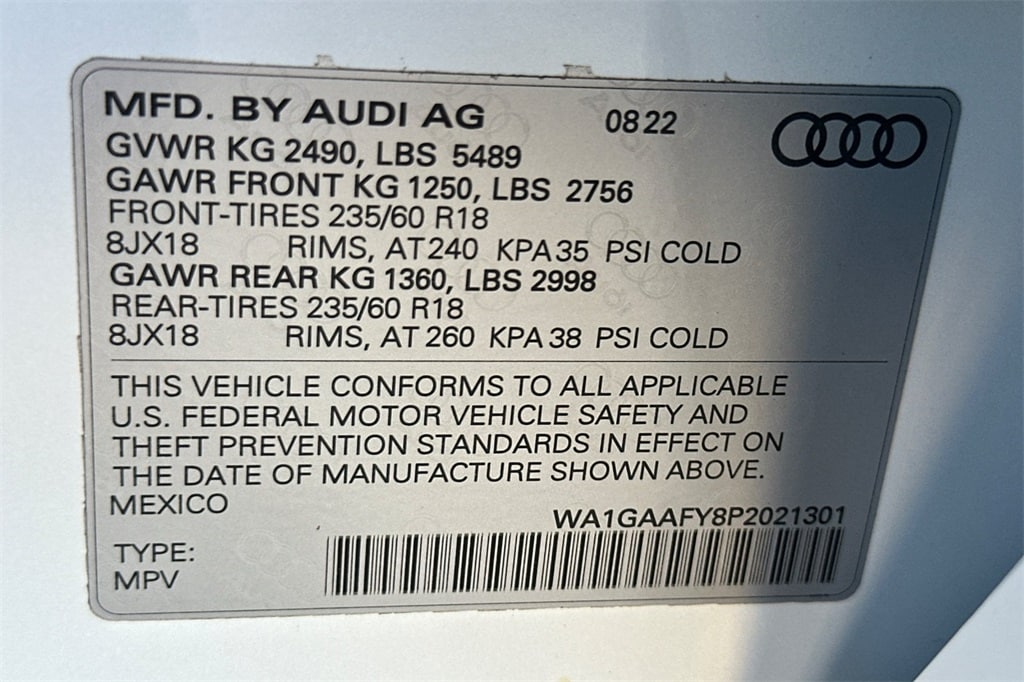 MFD. BY AUDI AG 0822
GVWR KG 2490, LBS 5489
GAWR FRONT KG 1250, LBS 2756
FRONT-TIRES 235/60 R18
8JX18 RIMS, AT 240 KPA 35 PSI COLD
GAWR REAR KG 1360, LBS 2998
REAR-TIRES 235/60 R18
8JX18 RIMS, AT 260 KPA 38 PSI COLD
THIS VEHICLE CONFORMS TO ALL APPLICABLE
U.S. FEDERAL MOTOR VEHICLE SAFETY AND
THEFT PREVENTION STANDARDS IN EFFECT ON
THE DATE OF MANUFACTURE SHOWN ABOVE.
MEXICO
WA1GAAFY8P2021301
TYPE:
MPV